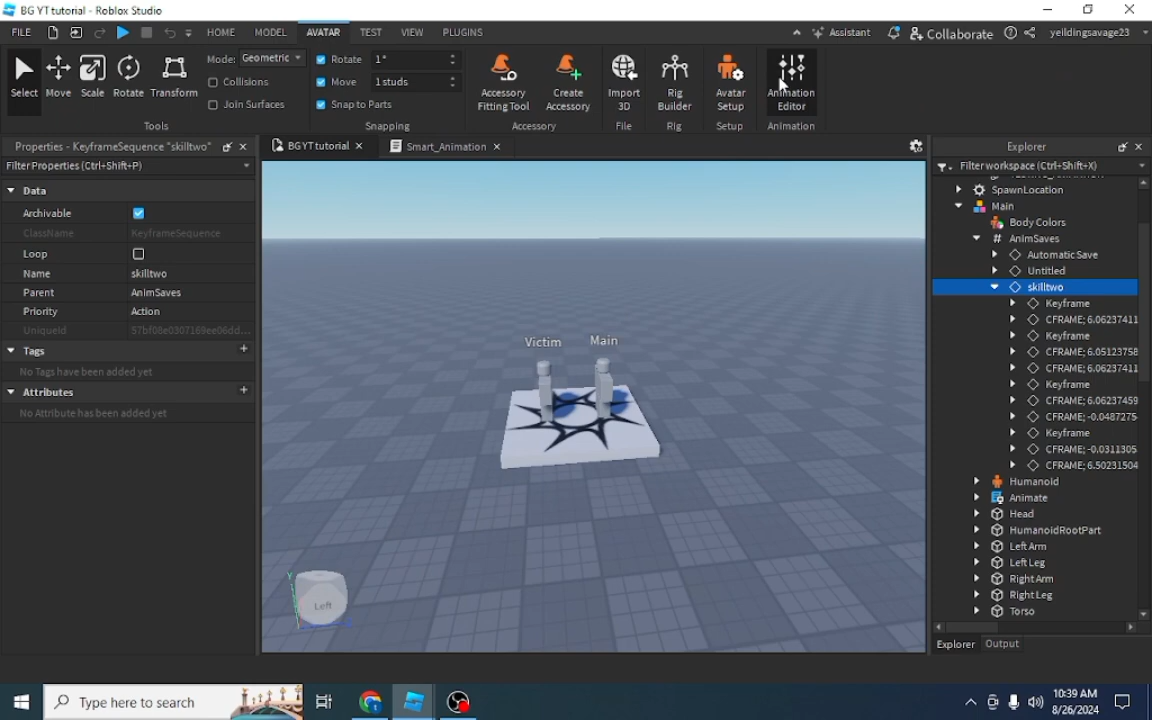 BG YT tutorial - Roblox Studio
FILE HOME MODEL AVATAR TEST VIEW PLUGINS Assistant Collaborate yeildingsavage23
Select Move Scale Rotate Transform
Mode: Geometric
Collisions
Join Surfaces
Tools
Rotate 1°
Move 1 studs
Snap to Parts
Snapping
Accessory Fitting Tool
Create Accessory
Accessory
Import 3D
File
Rig Builder
Rig
Avatar Setup
Setup
Animation Editor
Animation
Properties - KeyframeSequence "skilltwo"
Filter Properties (Ctrl+Shift+P)
Data
Archivable
ClassName KeyframeSequence
Loop
Name skilltwo
Parent AnimSaves
Priority Action
UniqueId 57bf08e0307169ee06dd...
Tags
No Tags have been added yet
Attributes
No Attribute has been added yet
BG YT tutorial
Smart_Animation
Victim Main
Left
Explorer
Filter workspace (Ctrl+Shift+X)
SpawnLocation
Main
Body Colors
AnimSaves
Automatic Save
Untitled
skilltwo
Keyframe
CFRAME; 6.06237411
Keyframe
CFRAME; 6.05123758
CFRAME; 6.06237411
Keyframe
CFRAME; 6.06237459
CFRAME; -0.0487275
Keyframe
CFRAME; -0.0311305
CFRAME; 6.50231504
Humanoid
Animate
Head
HumanoidRootPart
Left Arm
Left Leg
Right Arm
Right Leg
Torso
Explorer Output
Type here to search
10:39 AM
8/26/2024